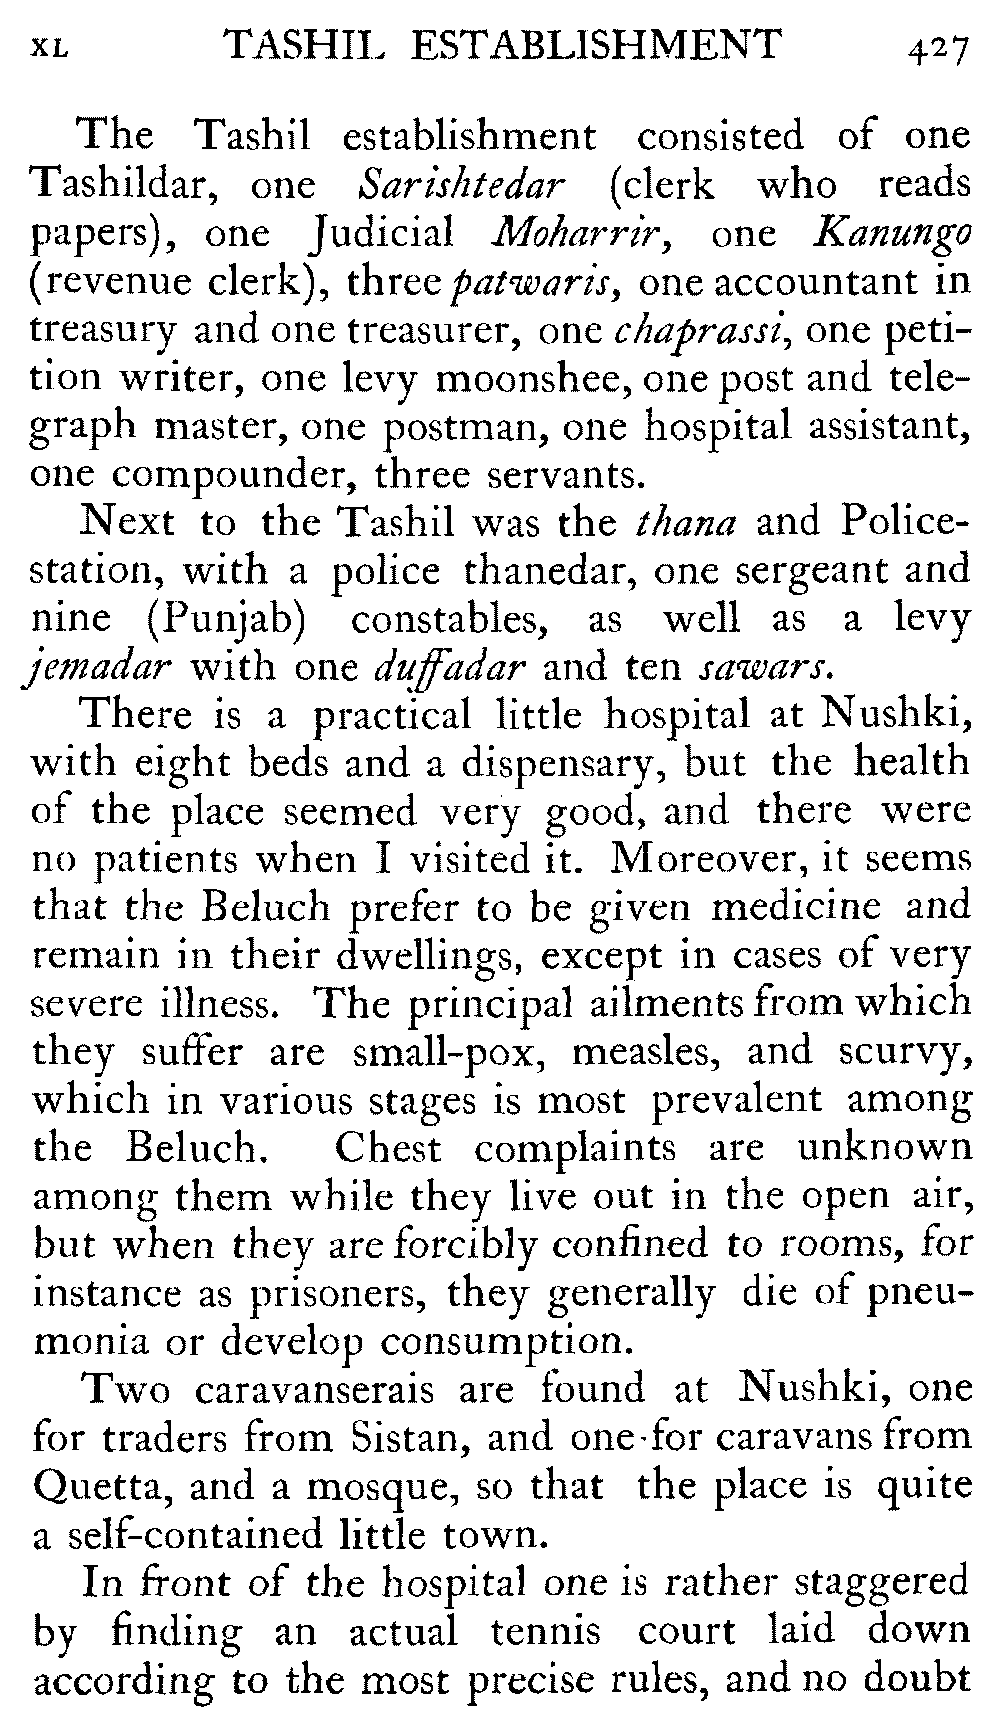 XL TASHIL ESTABLISHMENT 427
The Tashil establishment consisted of one
Tashildar, one Sarishtedar (clerk who reads
papers), one Judicial Moharrir, one Kanungo
(revenue clerk), three patwaris, one accountant in
treasury and one treasurer, one chaprassi, one peti-
tion writer, one levy moonshee, one post and tele-
graph master, one postman, one hospital assistant,
one compounder, three servants.
Next to the Tashil was the thana and Police-
station, with a police thanedar, one sergeant and
nine (Punjab) constables, as well as a levy
jemadar with one duffadar and ten sawars.
There is a practical little hospital at Nushki,
with eight beds and a dispensary, but the health
of the place seemed very good, and there were
no patients when I visited it. Moreover, it seems
that the Beluch prefer to be given medicine and
remain in their dwellings, except in cases of very
severe illness. The principal ailments from which
they suffer are small-pox, measles, and scurvy,
which in various stages is most prevalent among
the Beluch. Chest complaints are unknown
among them while they live out in the open air,
but when they are forcibly confined to rooms, for
instance as prisoners, they generally die of pneu-
monia or develop consumption.
Two caravanserais are found at Nushki, one
for traders from Sistan, and one for caravans from
Quetta, and a mosque, so that the place is quite
a self-contained little town.
In front of the hospital one is rather staggered
by finding an actual tennis court laid down
according to the most precise rules, and no doubt